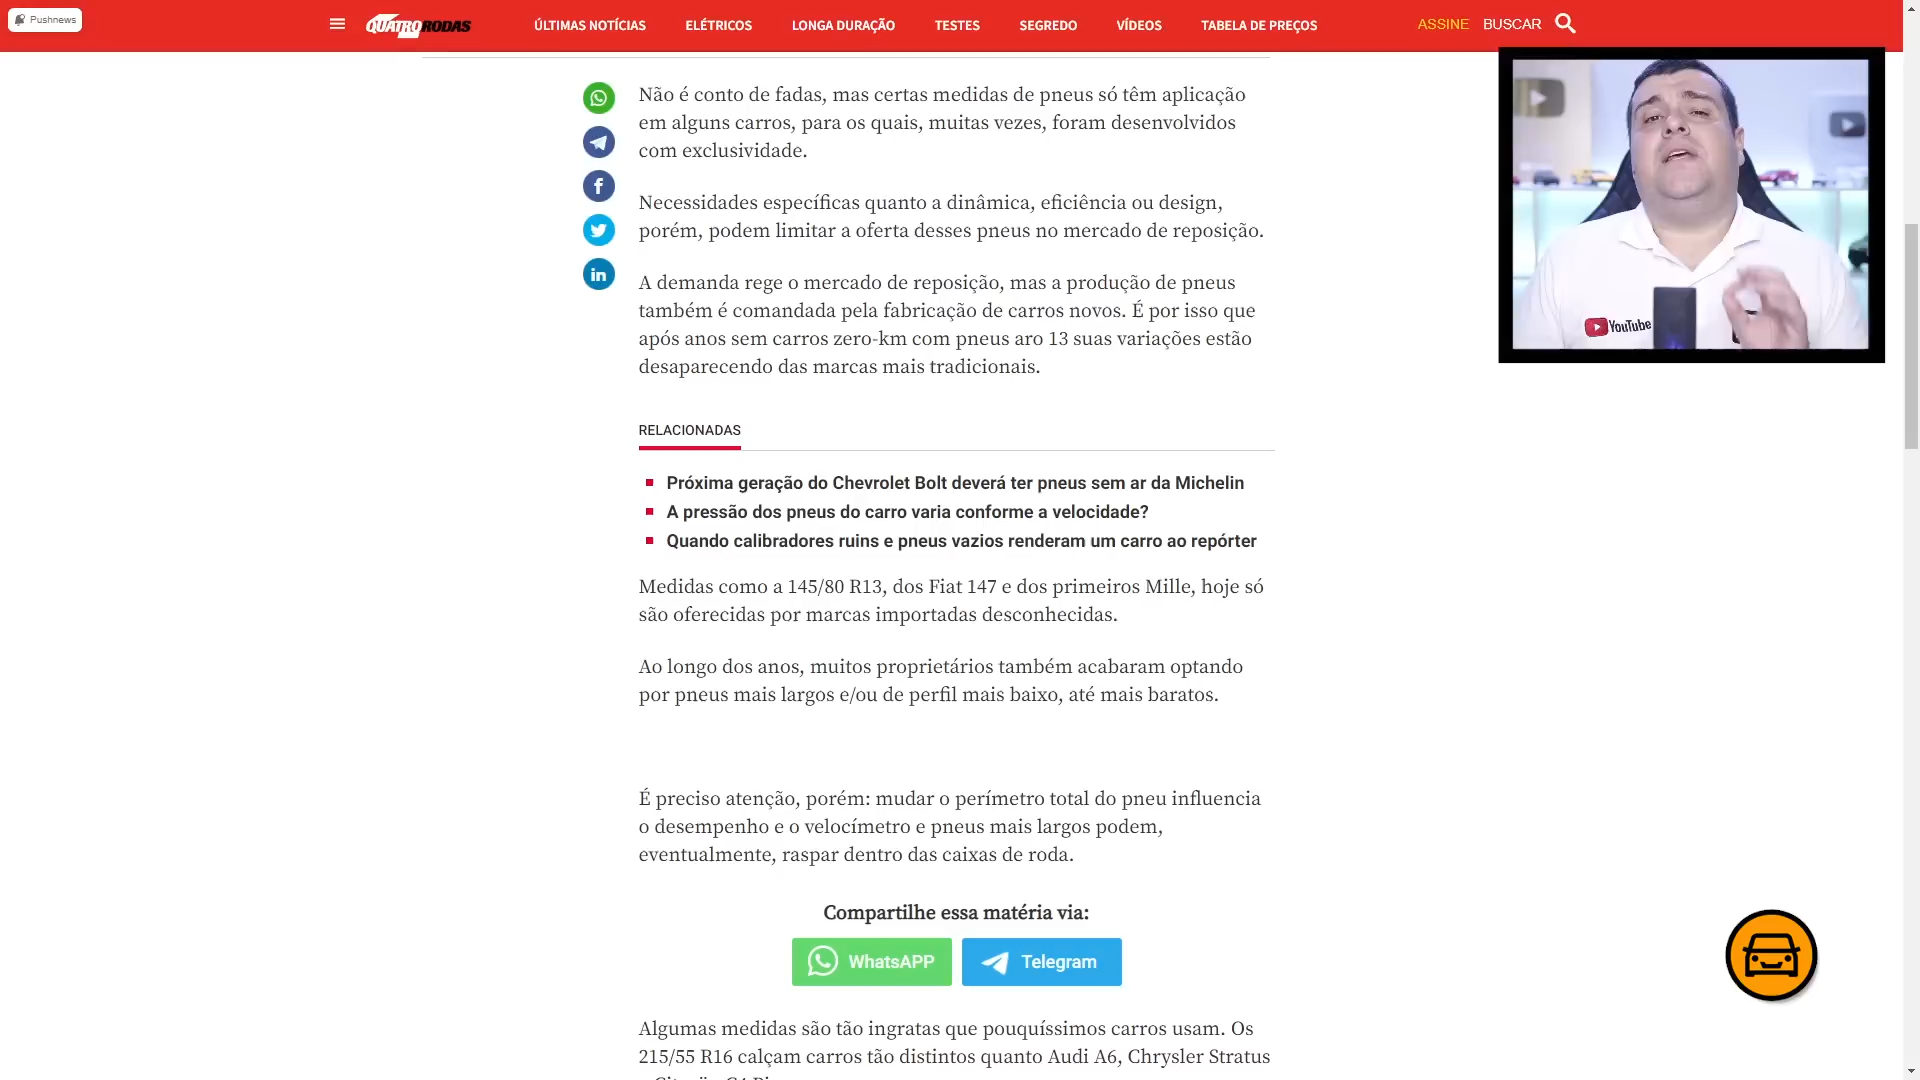 Pushnews
QUATRO RODAS
ÚLTIMAS NOTÍCIAS
ELÉTRICOS
LONGA DURAÇÃO
TESTES
SEGREDO
VÍDEOS
TABELA DE PREÇOS
ASSINE
BUSCAR
Não é conto de fadas, mas certas medidas de pneus só têm aplicação
em alguns carros, para os quais, muitas vezes, foram desenvolvidos
com exclusividade.
Necessidades específicas quanto a dinâmica, eficiência ou design,
porém, podem limitar a oferta desses pneus no mercado de reposição.
A demanda rege o mercado de reposição, mas a produção de pneus
também é comandada pela fabricação de carros novos. É por isso que
após anos sem carros zero-km com pneus aro 13 suas variações estão
desaparecendo das marcas mais tradicionais.
YouTube
RELACIONADAS
Próxima geração do Chevrolet Bolt deverá ter pneus sem ar da Michelin
A pressão dos pneus do carro varia conforme a velocidade?
Quando calibradores ruins e pneus vazios renderam um carro ao repórter
Medidas como a 145/80 R13, dos Fiat 147 e dos primeiros Mille, hoje só
são oferecidas por marcas importadas desconhecidas.
Ao longo dos anos, muitos proprietários também acabaram optando
por pneus mais largos e/ou de perfil mais baixo, até mais baratos.
É preciso atenção, porém: mudar o perímetro total do pneu influencia
o desempenho e o velocímetro e pneus mais largos podem,
eventualmente, raspar dentro das caixas de roda.
Compartilhe essa matéria via:
WhatsAPP
Telegram
Algumas medidas são tão ingratas que pouquíssimos carros usam. Os
215/55 R16 calçam carros tão distintos quanto Audi A6, Chrysler Stratus